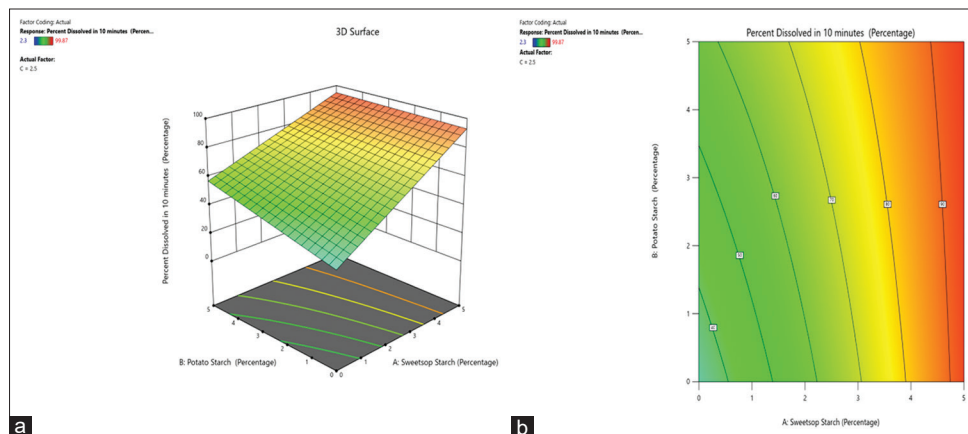 Factor Coding: Actual
Response: Percent Dissolved in 10 minutes (Percen...
2.3 99.87
Actual Factor:
C = 2.5
3D Surface
Percent Dissolved in 10 minutes (Percentage)
100
80
60
40
20
0
5
4
3
2
1
0
0
1
2
3
4
5
B: Potato Starch (Percentage)
A: Sweetsop Starch (Percentage)
a
Factor Coding: Actual
Response: Percent Dissolved in 10 minutes (Percen...
2.3 99.87
Actual Factor:
C = 2.5
Percent Dissolved in 10 minutes (Percentage)
B: Potato Starch (Percentage)
5
4
3
2
1
0
70
0
1
2
3
4
5
A: Sweetsop Starch (Percentage)
b